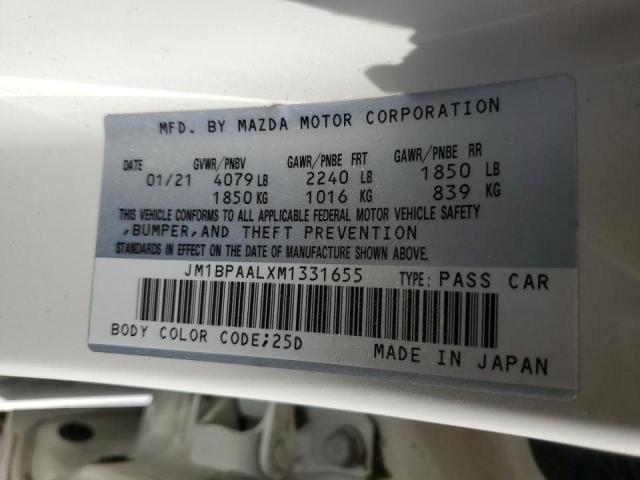 MFD. BY MAZDA MOTOR CORPORATION
DATE GVWR/PNBV GAWR/PNBE FRT GAWR/PNBE RR
01/21 4079 LB 2240 LB 1850 LB
1850 KG 1016 KG 839 KG
THIS VEHICLE CONFORMS TO ALL APPLICABLE FEDERAL MOTOR VEHICLE SAFETY
,BUMPER,AND THEFT PREVENTION
STANDARDS IN EFFECT ON THE DATE OF MANUFACTURE SHOWN ABOVE.
JM1BPAALXM1331655 TYPE: PASS CAR
BODY COLOR CODE;25D
MADE IN JAPAN